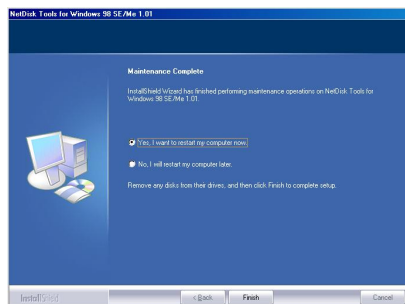 NetDisk Tools for Windows 98 SE/Me 1.01
Maintenance Complete
InstallShield Wizard has finished performing maintenance operations on NetDisk Tools for
Windows 98 SE/Me 1.01.
Yes, I want to restart my computer now.
No, I will restart my computer later.
Remove any disks from their drives, and then click Finish to complete setup.
InstallShield
< Back Finish Cancel